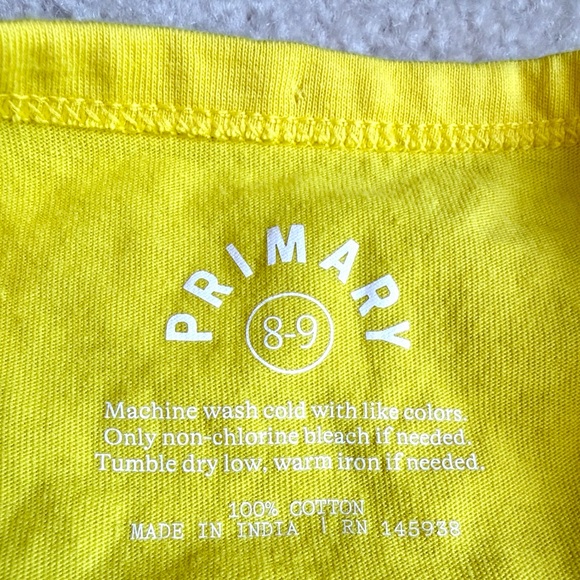 PRIMARY
8-9
Machine wash cold with like colors.
Only non-chlorine bleach if needed.
Tumble dry low, warm iron if needed.
100% COTTON
MADE IN INDIA | RN 145938